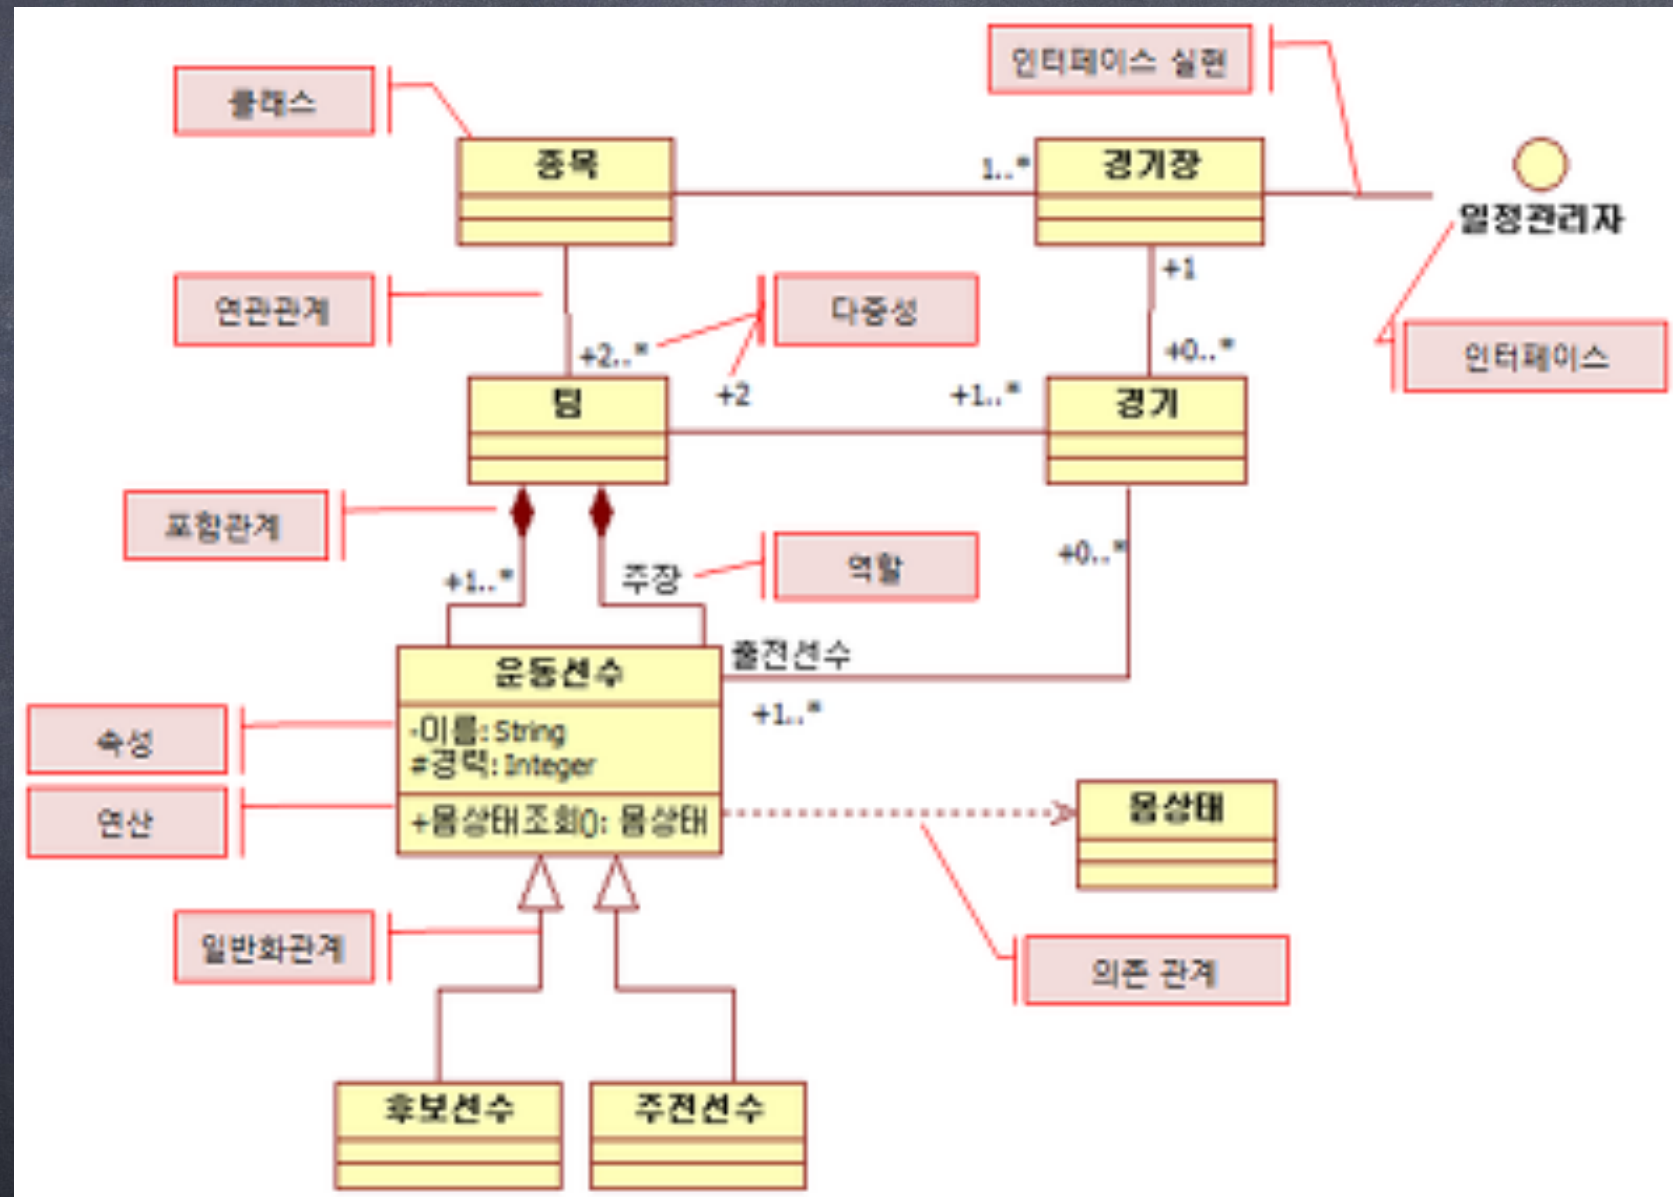 클래스
인터페이스 실현
종목
1..*
경기장
일정관리자
연관관계
+2..*
다중성
+1
+0..*
인터페이스
팀
+2
+1..*
경기
포함관계
+1..*
주장
역할
+0..*
운동선수
출전선수
+1..*
속성
-이름: String
#경력: Integer
연산
+몸상태조회(): 몸상태
몸상태
일반화관계
의존 관계
후보선수
주전선수